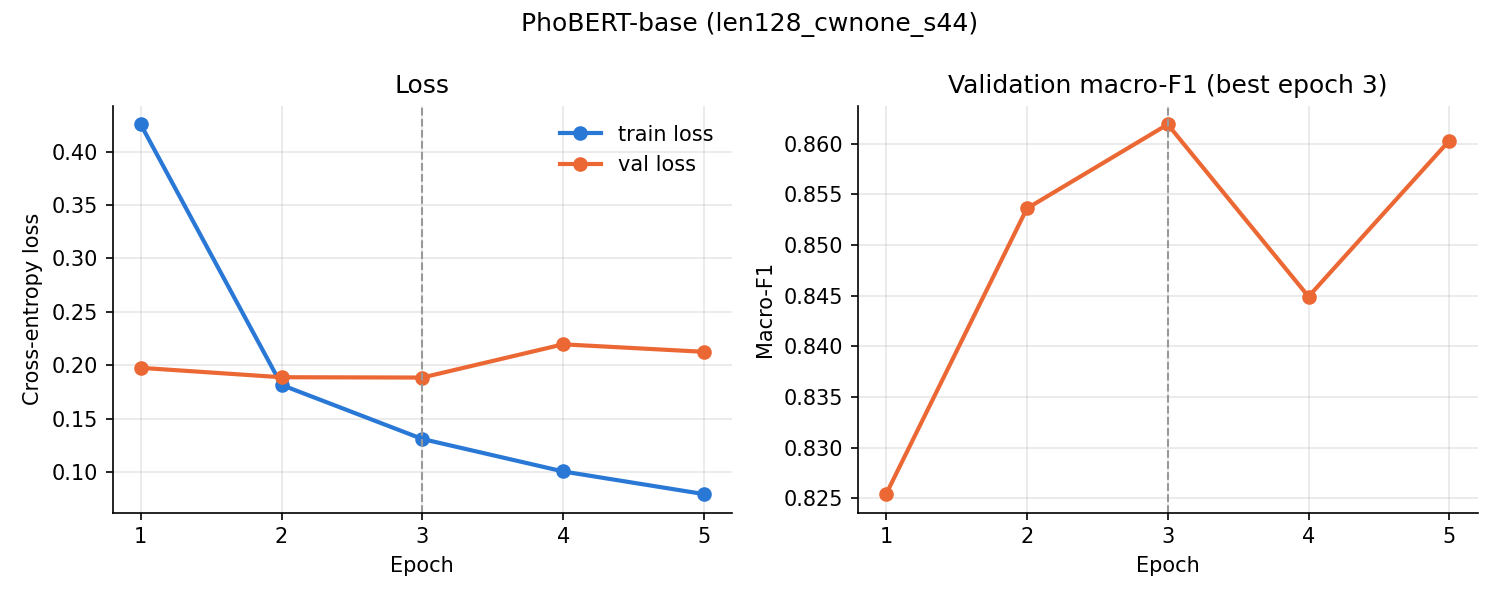 PhoBERT-base (len128_cwnone_s44)
Loss
train loss
val loss
Cross-entropy loss
0.40
0.35
0.30
0.25
0.20
0.15
0.10
1 2 3 4 5
Epoch
Validation macro-F1 (best epoch 3)
Macro-F1
0.860
0.855
0.850
0.845
0.840
0.835
0.830
0.825
1 2 3 4 5
Epoch